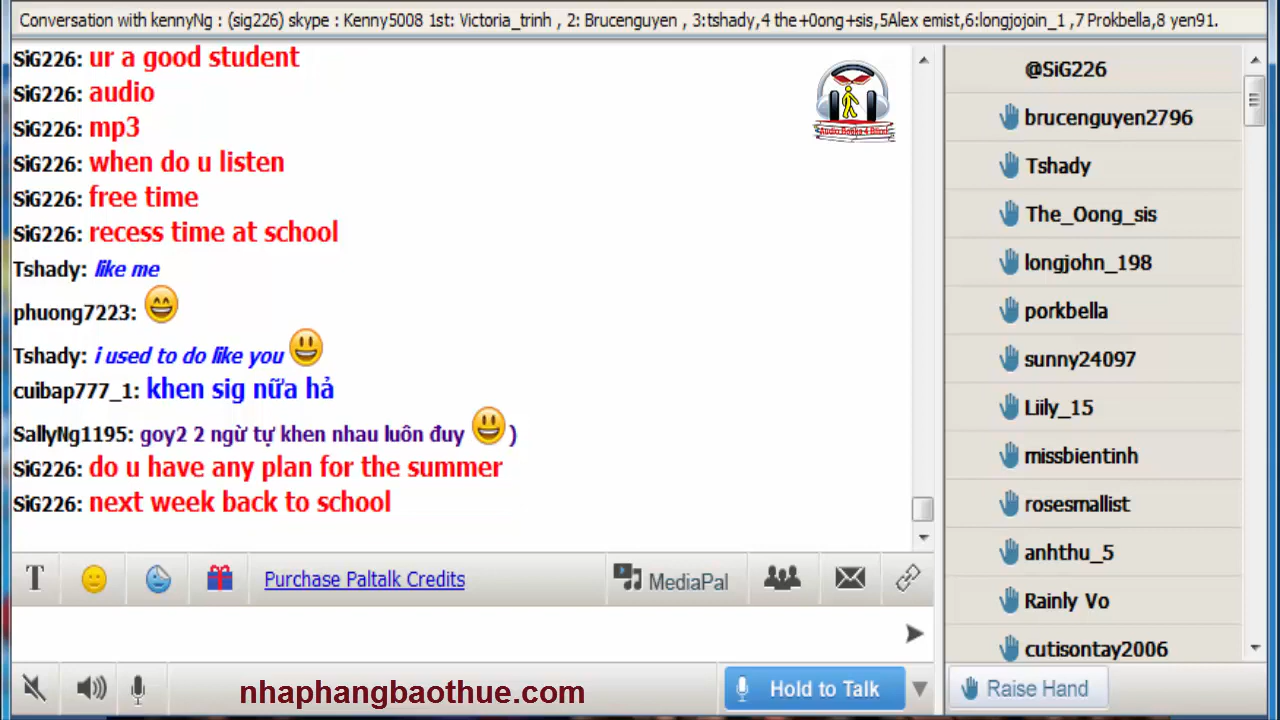 Conversation with kennyNg : (sig226) skype : Kenny5008 1st: Victoria_trinh , 2: Brucenguyen , 3:tshady,4 the+0ong+sis,5Alex emist,6:longjojoin_1 ,7 Prokbella,8 yen91.
SiG226: ur a good student
SiG226: audio
SiG226: mp3
SiG226: when do u listen
SiG226: free time
SiG226: recess time at school
Tshady: like me
phuong7223:
Tshady: i used to do like you
cuibap777_1: khen sig nữa hả
SallyNg1195: goy2 2 ngừ tự khen nhau luôn đuy )
SiG226: do u have any plan for the summer
SiG226: next week back to school
Audio Books 4 Blind
@SiG226
brucenguyen2796
Tshady
The_Oong_sis
longjohn_198
porkbella
sunny24097
Liily_15
missbientinh
rosesmallist
anhthu_5
Rainly Vo
cutisontay2006
T
Purchase Paltalk Credits
MediaPal
nhaphangbaothue.com
Hold to Talk
Raise Hand